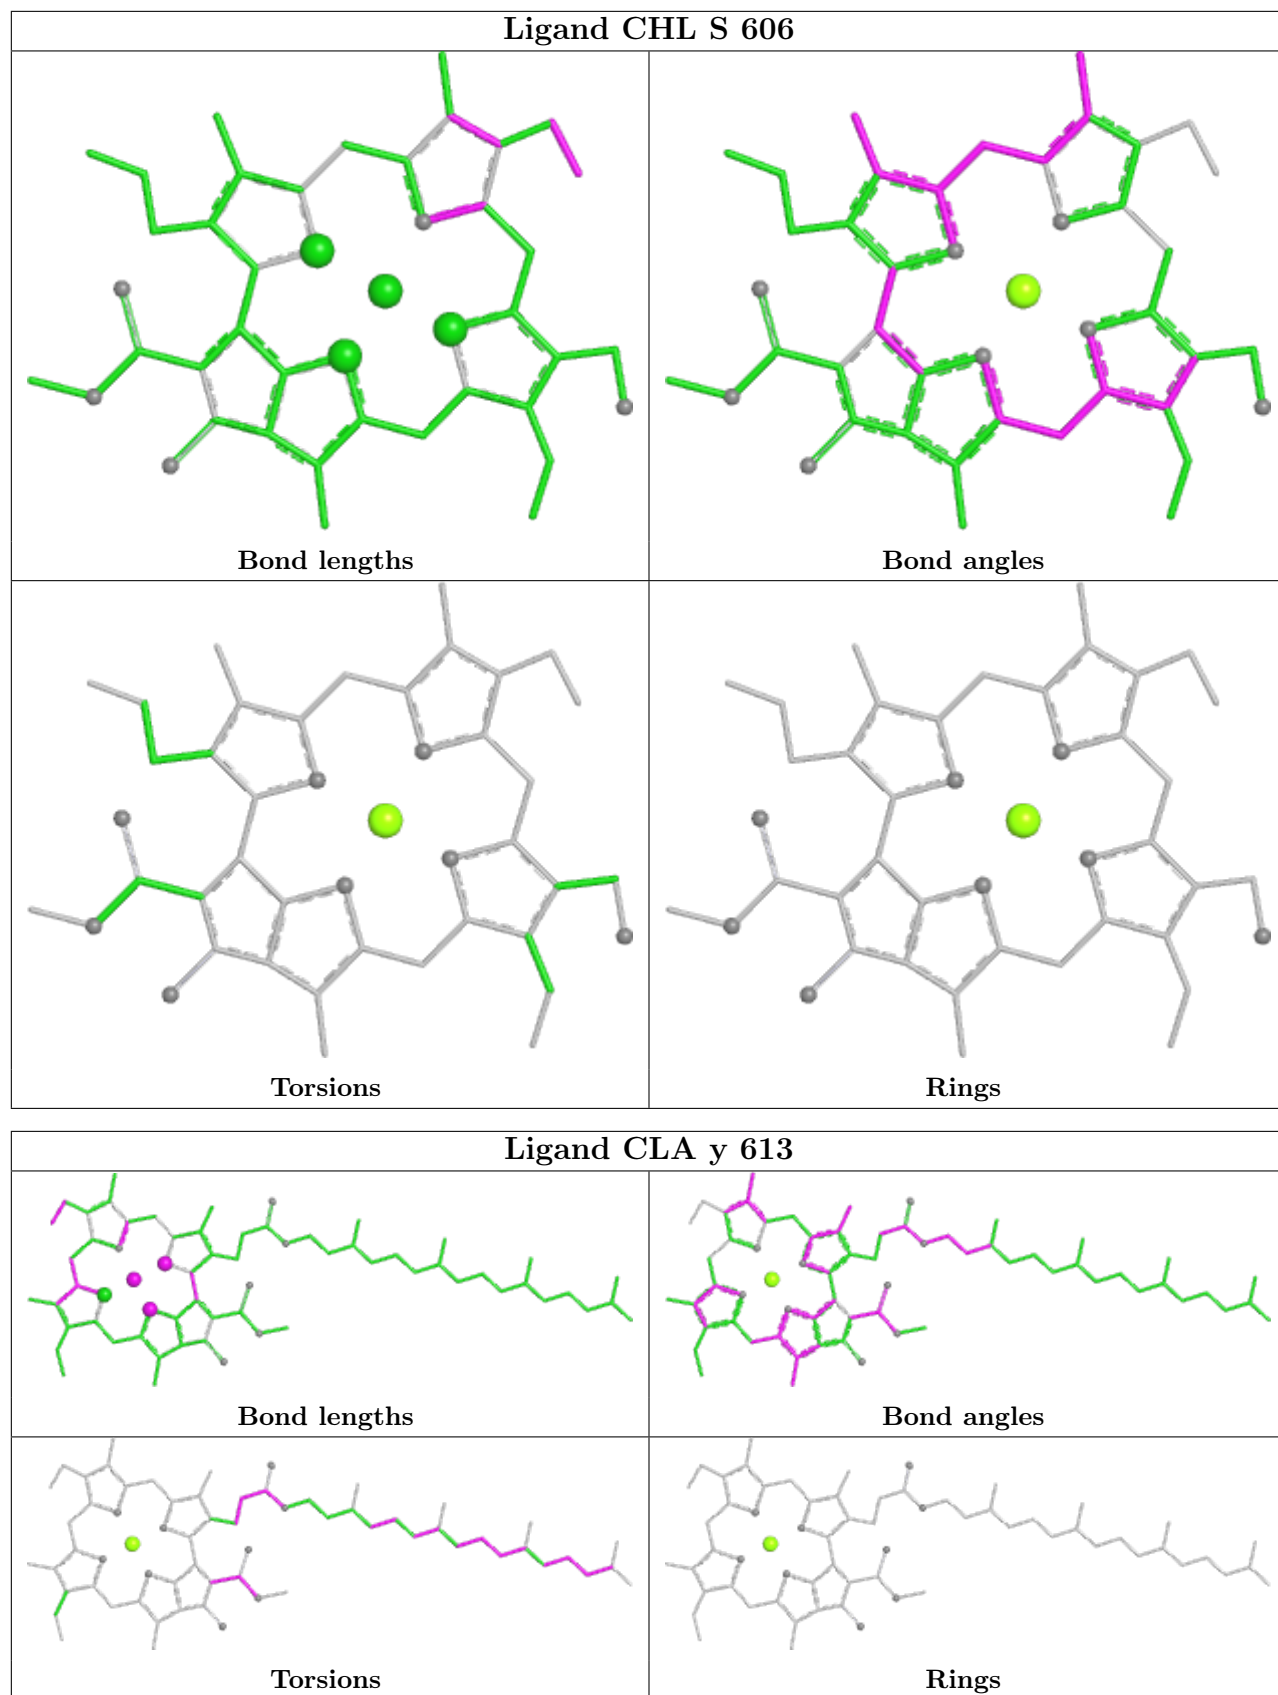 Ligand CHL S 606
Bond lengths
Bond angles
Torsions
Rings
Ligand CLA y 613
Bond lengths
Bond angles
Torsions
Rings